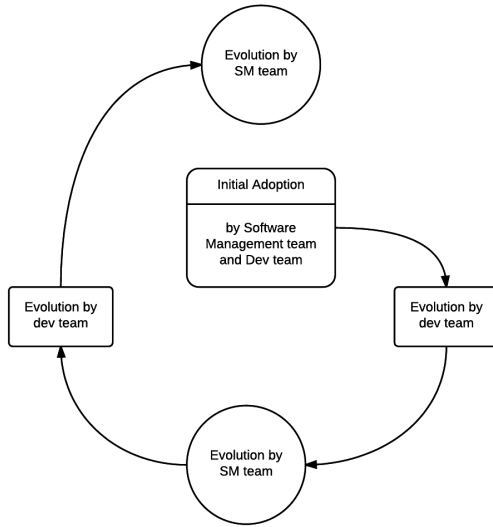 Evolution by
SM team
Initial Adoption
by Software
Management team
and Dev team
Evolution by
dev team
Evolution by
dev team
Evolution by
SM team